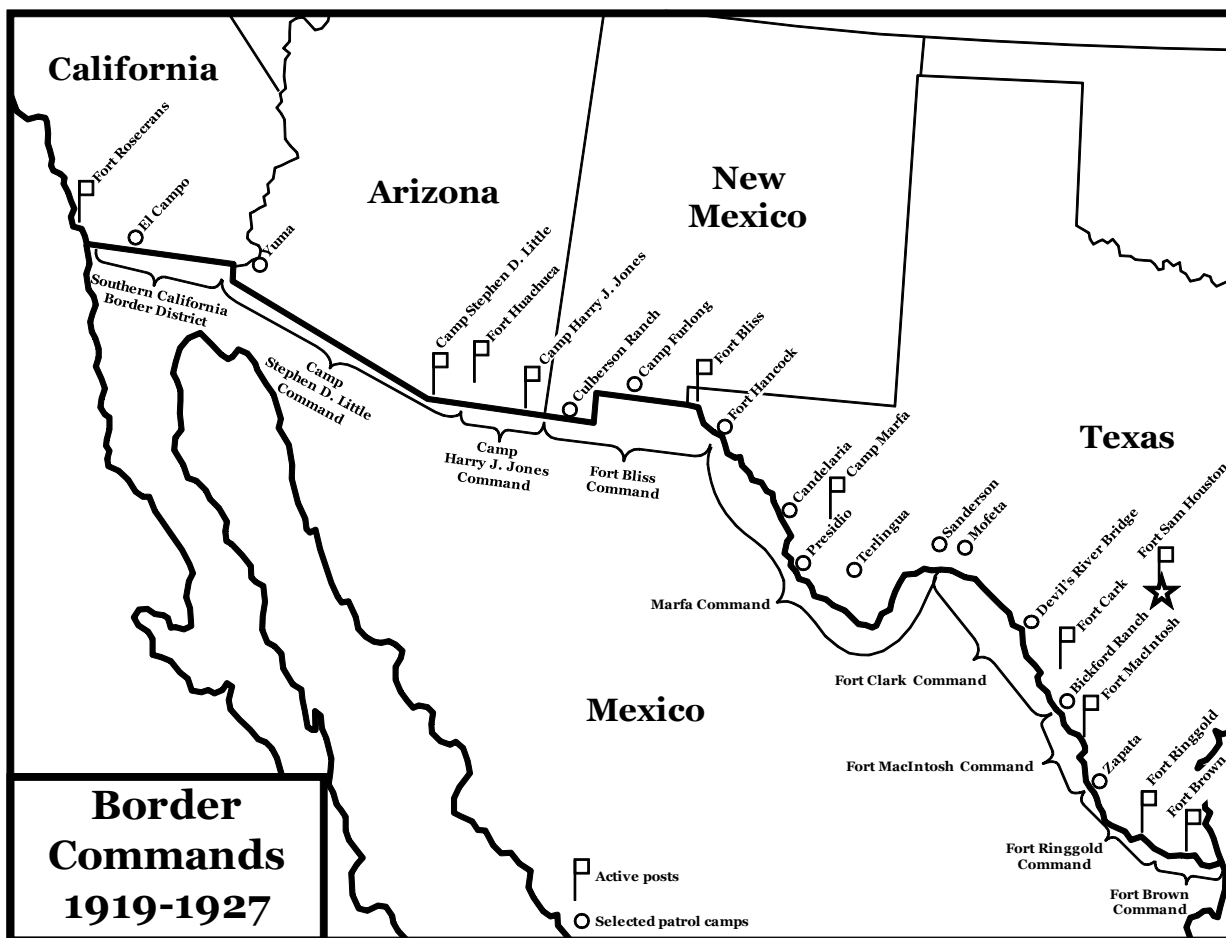 California
Fort Rosecrans
El Campo
Yuma
Southern California
Border District
Arizona
Camp
Stephen D. Little
Command
Camp Stephen D. Little
Fort Huachuca
Camp Harry J. Jones
Camp
Harry J. Jones
Command
New
Mexico
Culberson Ranch
Camp Furlong
Fort Bliss
Fort Hancock
Fort Bliss
Command
Texas
Candelaria
Camp Marfa
Presidio
Terlingua
Sanderson
Mofeta
Marfa Command
Devil's River Bridge
Fort Cark
Fort Sam Houston
Bickford Ranch
Fort MacIntosh
Fort Clark Command
Mexico
Fort MacIntosh Command
Zapata
Fort Ringgold
Fort Brown
Fort Ringgold
Command
Fort Brown
Command
Border
Commands
1919-1927
Active posts
Selected patrol camps